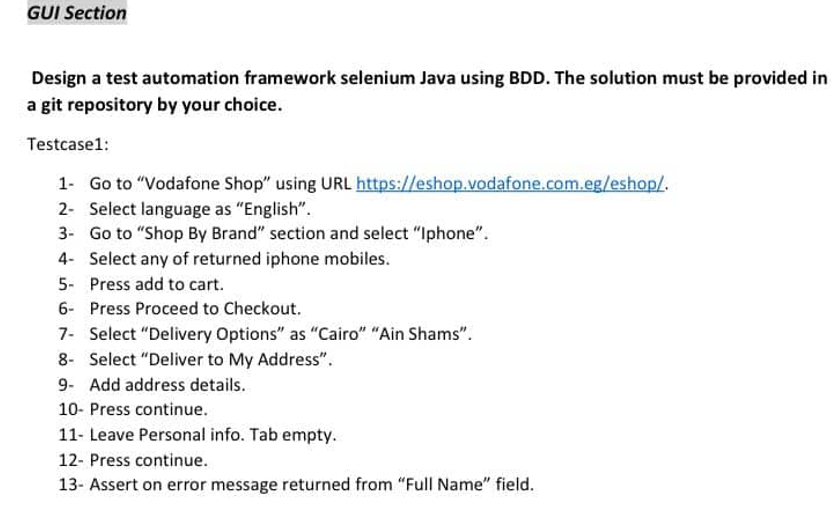 GUI Section
Design a test automation framework selenium Java using BDD. The solution must be provided in
a git repository by your choice.
Testcase1:
1- Go to “Vodafone Shop” using URL https://eshop.vodafone.com.eg/eshop/.
2- Select language as “English”.
3- Go to “Shop By Brand” section and select “Iphone”.
4- Select any of returned iphone mobiles.
5- Press add to cart.
6- Press Proceed to Checkout.
7- Select “Delivery Options” as “Cairo” “Ain Shams”.
8- Select “Deliver to My Address”.
9- Add address details.
10- Press continue.
11- Leave Personal info. Tab empty.
12- Press continue.
13- Assert on error message returned from “Full Name” field.